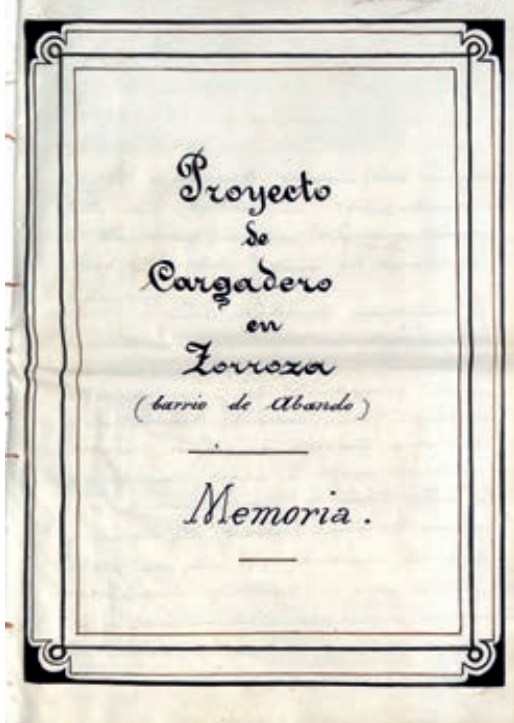 Proyecto
de
Cargadero
en
Zorroza
(barrio de Abando)
Memoria.